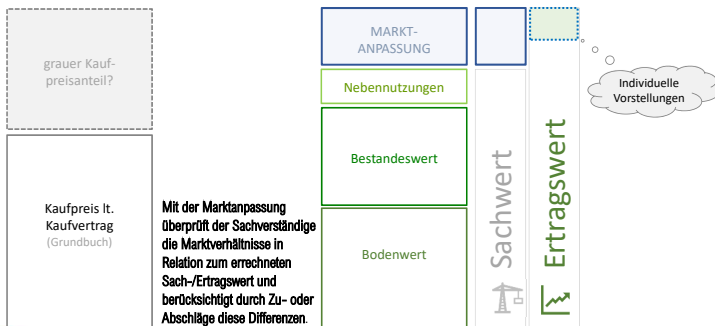 grauer Kauf-
preisanteil?
Kaufpreis lt.
Kaufvertrag
(Grundbuch)
Mit der Marktanpassung
überprüft der Sachverständige
die Marktverhältnisse in
Relation zum errechneten
Sach-/Ertragswert und
berücksichtigt durch Zu- oder
Abschläge diese Differenzen.
MARKT-
ANPASSUNG
Nebennutzungen
Bestandeswert
Bodenwert
Sachwert
Ertragswert
Individuelle
Vorstellungen